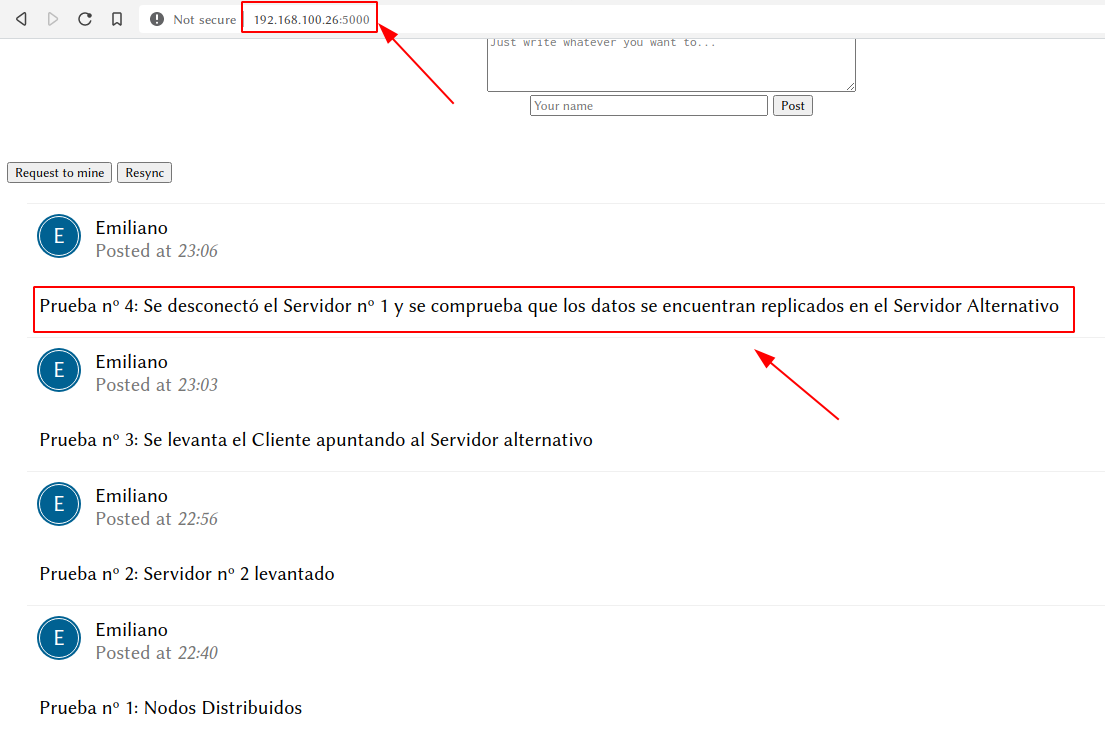 Not secure 192.168.100.26:5000
Just write whatever you want to...
Your name Post
Request to mine Resync
E Emiliano
Posted at 23:06
Prueba nº 4: Se desconectó el Servidor nº 1 y se comprueba que los datos se encuentran replicados en el Servidor Alternativo
E Emiliano
Posted at 23:03
Prueba nº 3: Se levanta el Cliente apuntando al Servidor alternativo
E Emiliano
Posted at 22:56
Prueba nº 2: Servidor nº 2 levantado
E Emiliano
Posted at 22:40
Prueba nº 1: Nodos Distribuidos